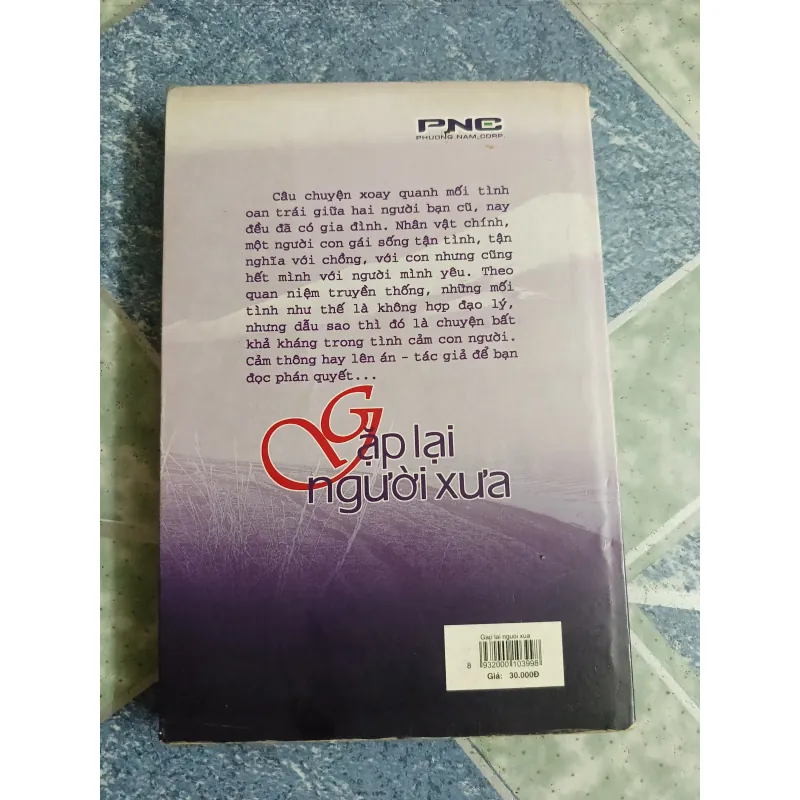 PNC
PHUONG NAM CORP.
Câu chuyện xoay quanh mối tình
oan trái giữa hai người bạn cũ, nay
đều đã có gia đình. Nhân vật chính,
một người con gái sống tận tình, tận
nghĩa với chồng, với con nhưng cũng
hết mình với người mình yêu. Theo
quan niệm truyền thống, những mối
tình như thế là không hợp đạo lý,
nhưng dẫu sao thì đó là chuyện bất
khả kháng trong tình cảm con người.
Cảm thông hay lên án - tác giả để bạn
đọc phán quyết...
Gặp lại
người xưa
Gap lai nguoi xua
8 932000 103998
Giá: 30.000Đ